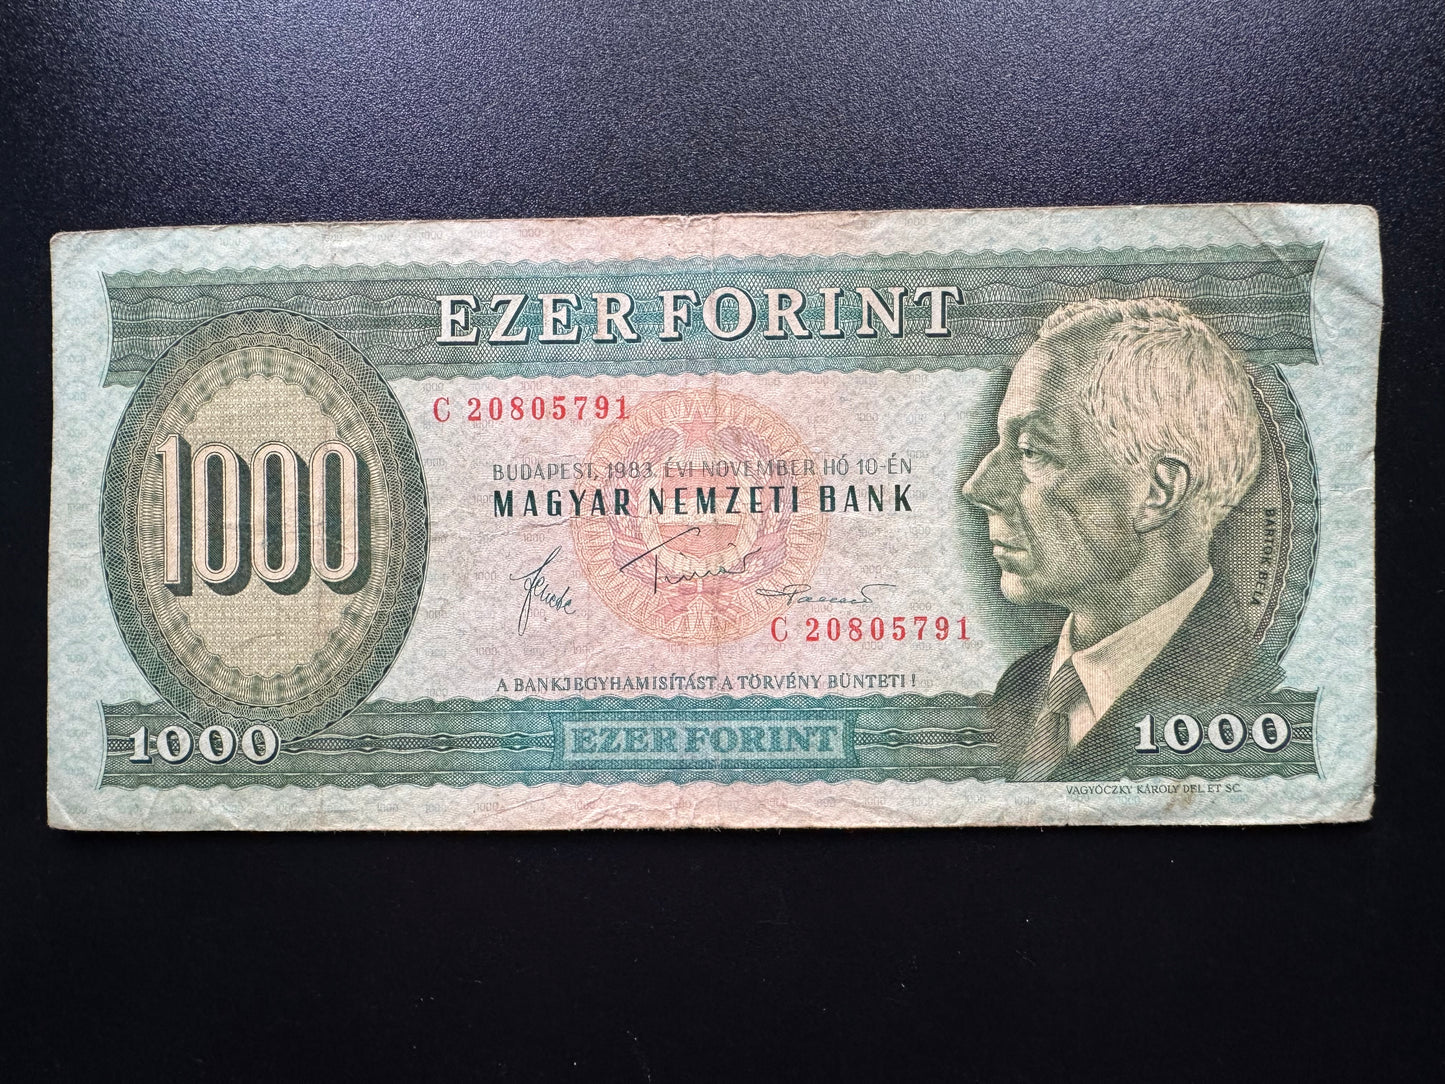 EZER FORINT
C 20805791
1000
BUDAPEST, 1983. ÉVI NOVEMBER HÓ 10-ÉN
MAGYAR NEMZETI BANK
BARTÓK BÉLA
C 20805791
A BANKJEGYHAMISÍTÁST A TÖRVÉNY BÜNTETI !
1000
EZER FORINT
1000
VAGYÓCZKY KÁROLY DEL. ET SC.